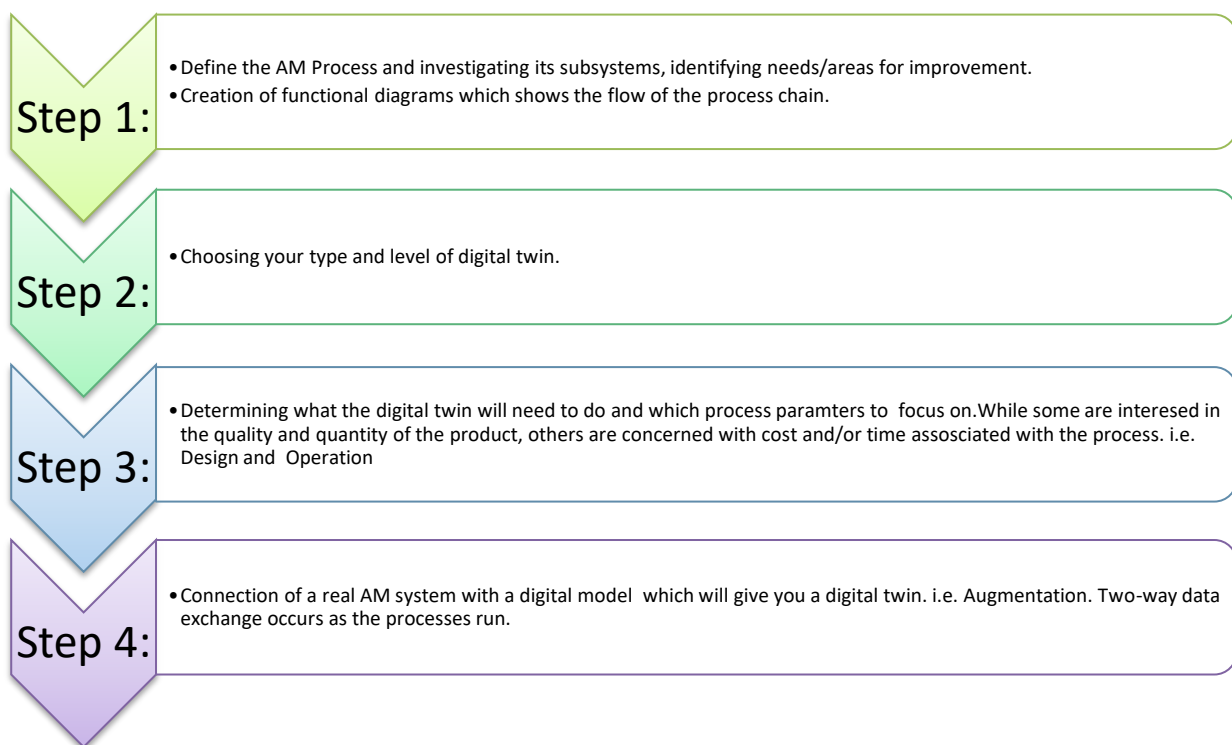 Step 1:
•Define the AM Process and investigating its subsystems, identifying needs/areas for improvement.
•Creation of functional diagrams which shows the flow of the process chain.
Step 2:
•Choosing your type and level of digital twin.
Step 3:
•Determining what the digital twin will need to do and which process paramters to focus on.While some are interesed in
the quality and quantity of the product, others are concerned with cost and/or time assosciated with the process. i.e.
Design and Operation
Step 4:
•Connection of a real AM system with a digital model which will give you a digital twin. i.e. Augmentation. Two-way data
exchange occurs as the processes run.